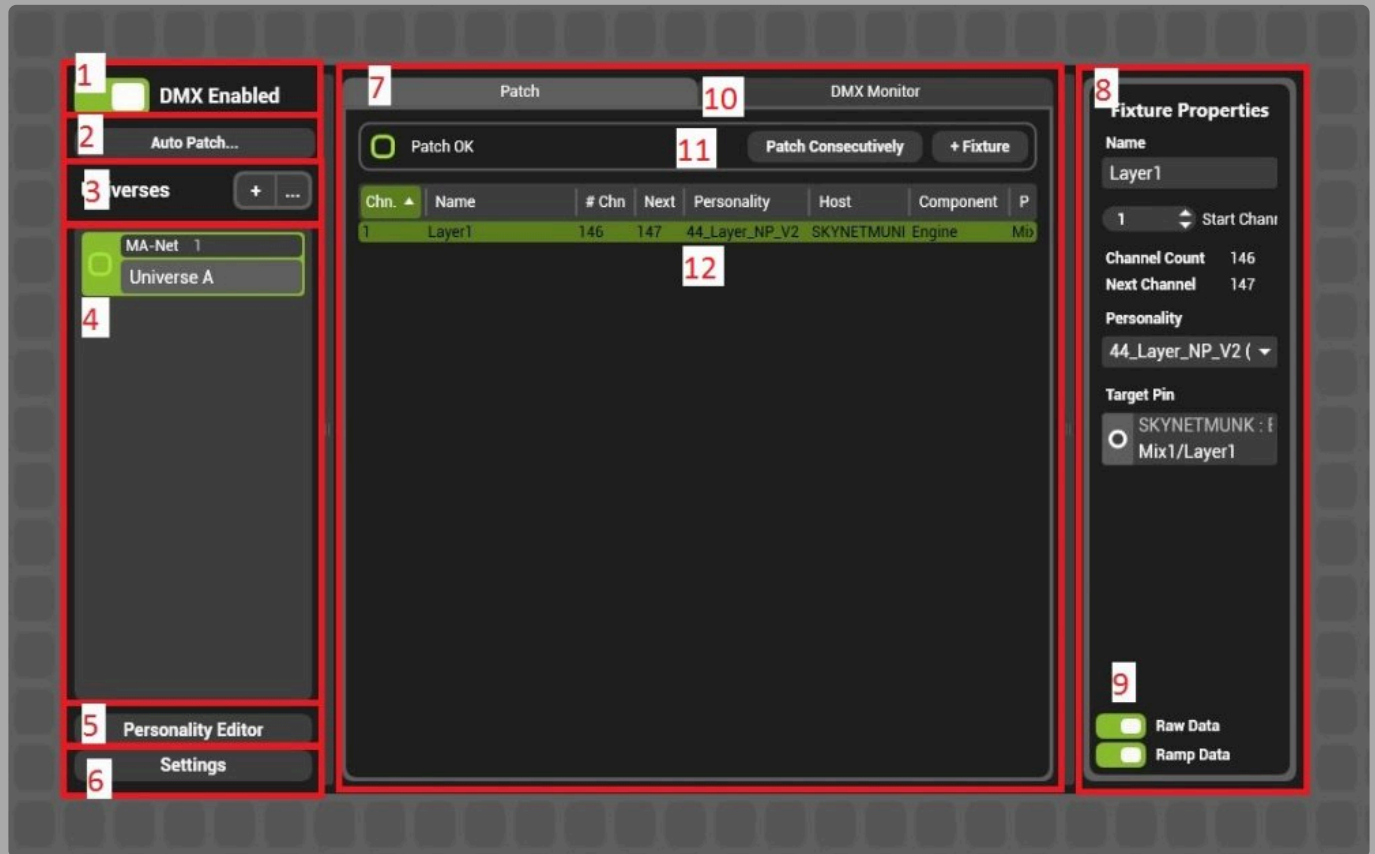 1
DMX Enabled
2
Auto Patch...
3
verses + ...
MA-Net 1
Universe A
4
5
Personality Editor
6
Settings
7
Patch
10
DMX Monitor
Patch OK
11
Patch Consecutively
+ Fixture
Chn. Name # Chn Next Personality Host Component P
1 Layer1 146 147 44_Layer_NP_V2 SKYNETMUNI Engine Mix
12
8
Fixture Properties
Name
Layer1
1 Start Chann
Channel Count 146
Next Channel 147
Personality
44_Layer_NP_V2 (
Target Pin
SKYNETMUNK : E
Mix1/Layer1
9
Raw Data
Ramp Data